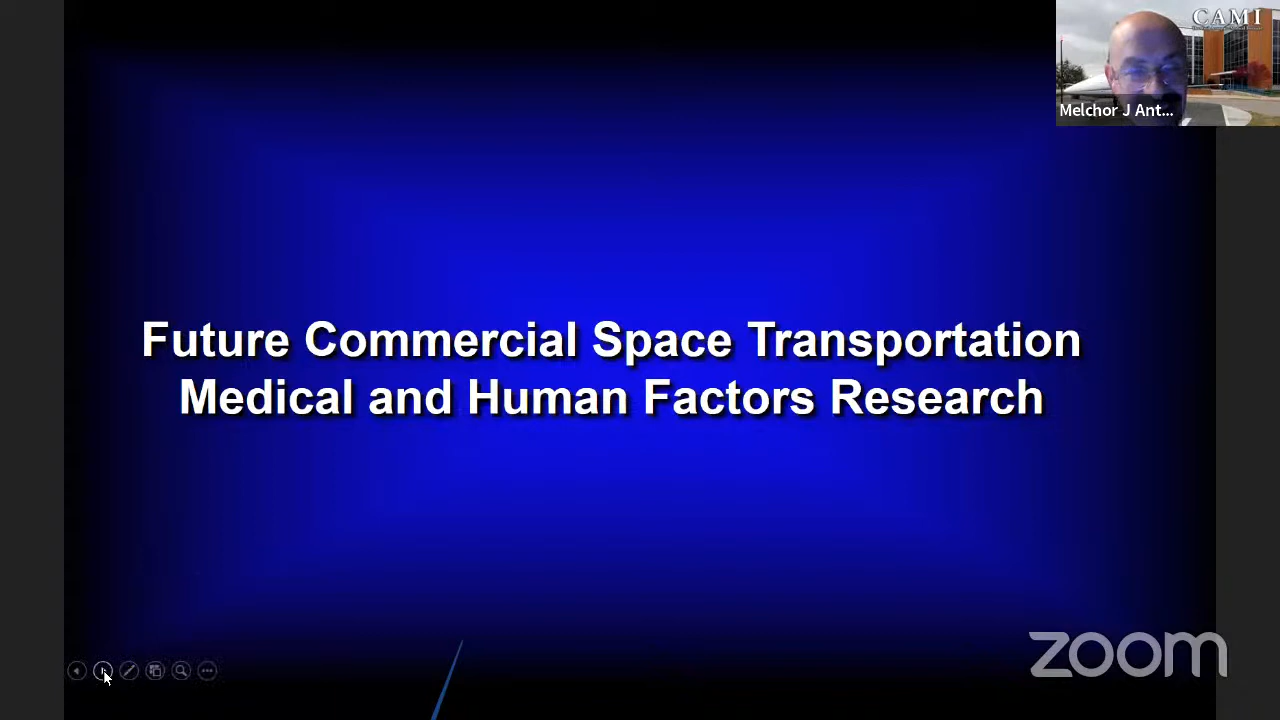 CAMI
Melchor J Ant...
Future Commercial Space Transportation
Medical and Human Factors Research
zoom